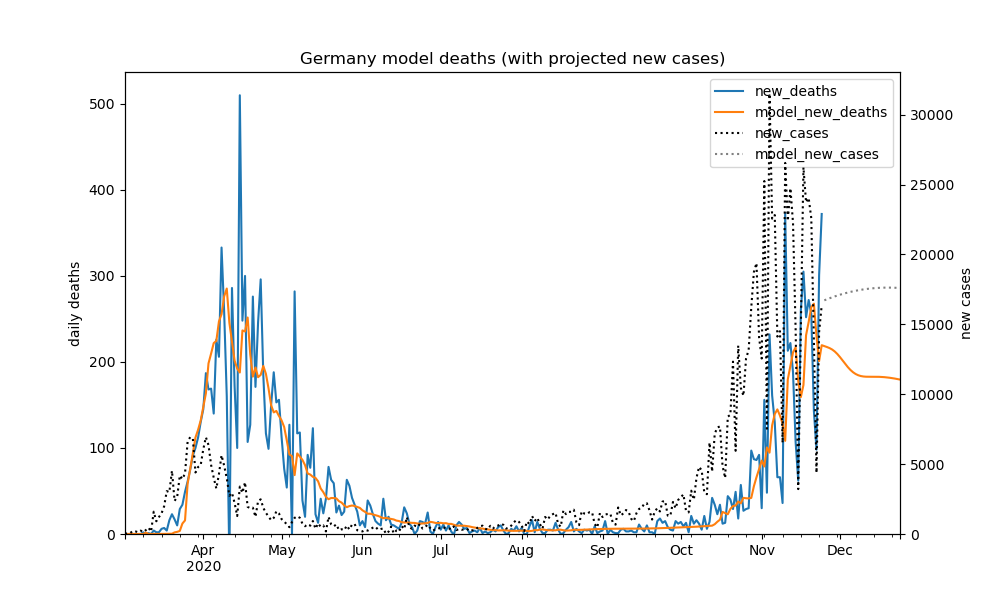 Germany model deaths (with projected new cases)
new_deaths
model_new_deaths
new_cases
model_new_cases
500
400
300
200
100
0
daily deaths
30000
25000
20000
15000
10000
5000
0
new cases
Apr May Jun Jul Aug Sep Oct Nov Dec
2020